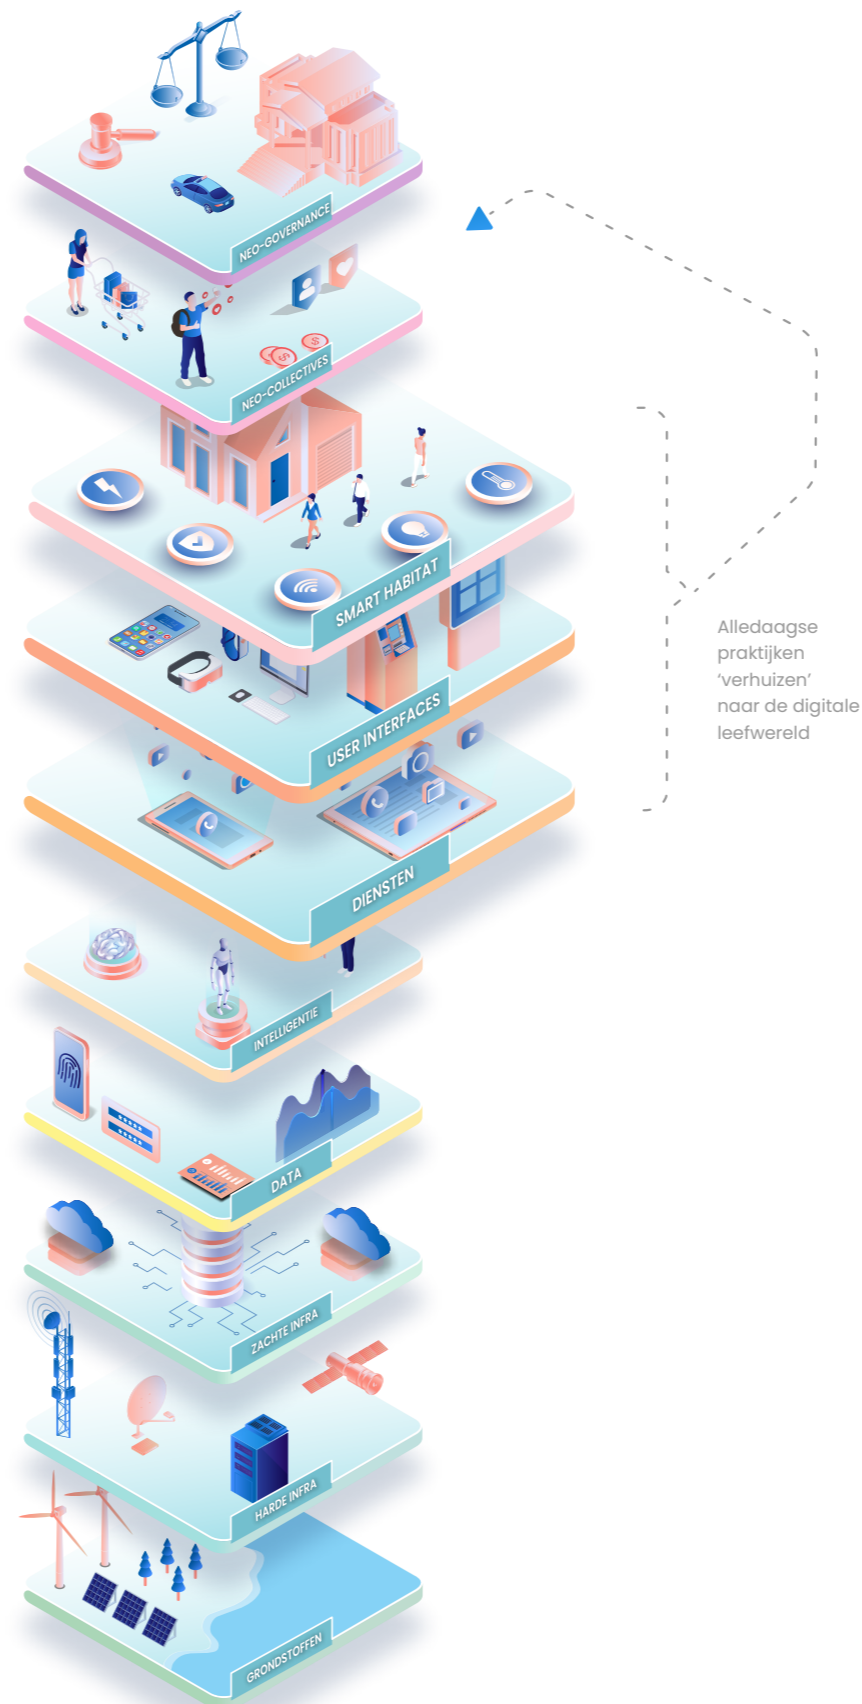 NEO-GOVERNANCE
NEO-COLLECTIVES
SMART HABITAT
USER INTERFACES
Alledaagse
praktijken
‘verhuizen’
naar de digitale
leefwereld
DIENSTEN
INTELLIGENTIE
DATA
ZACHTE INFRA
HARDE INFRA
GRONDSTOFFEN